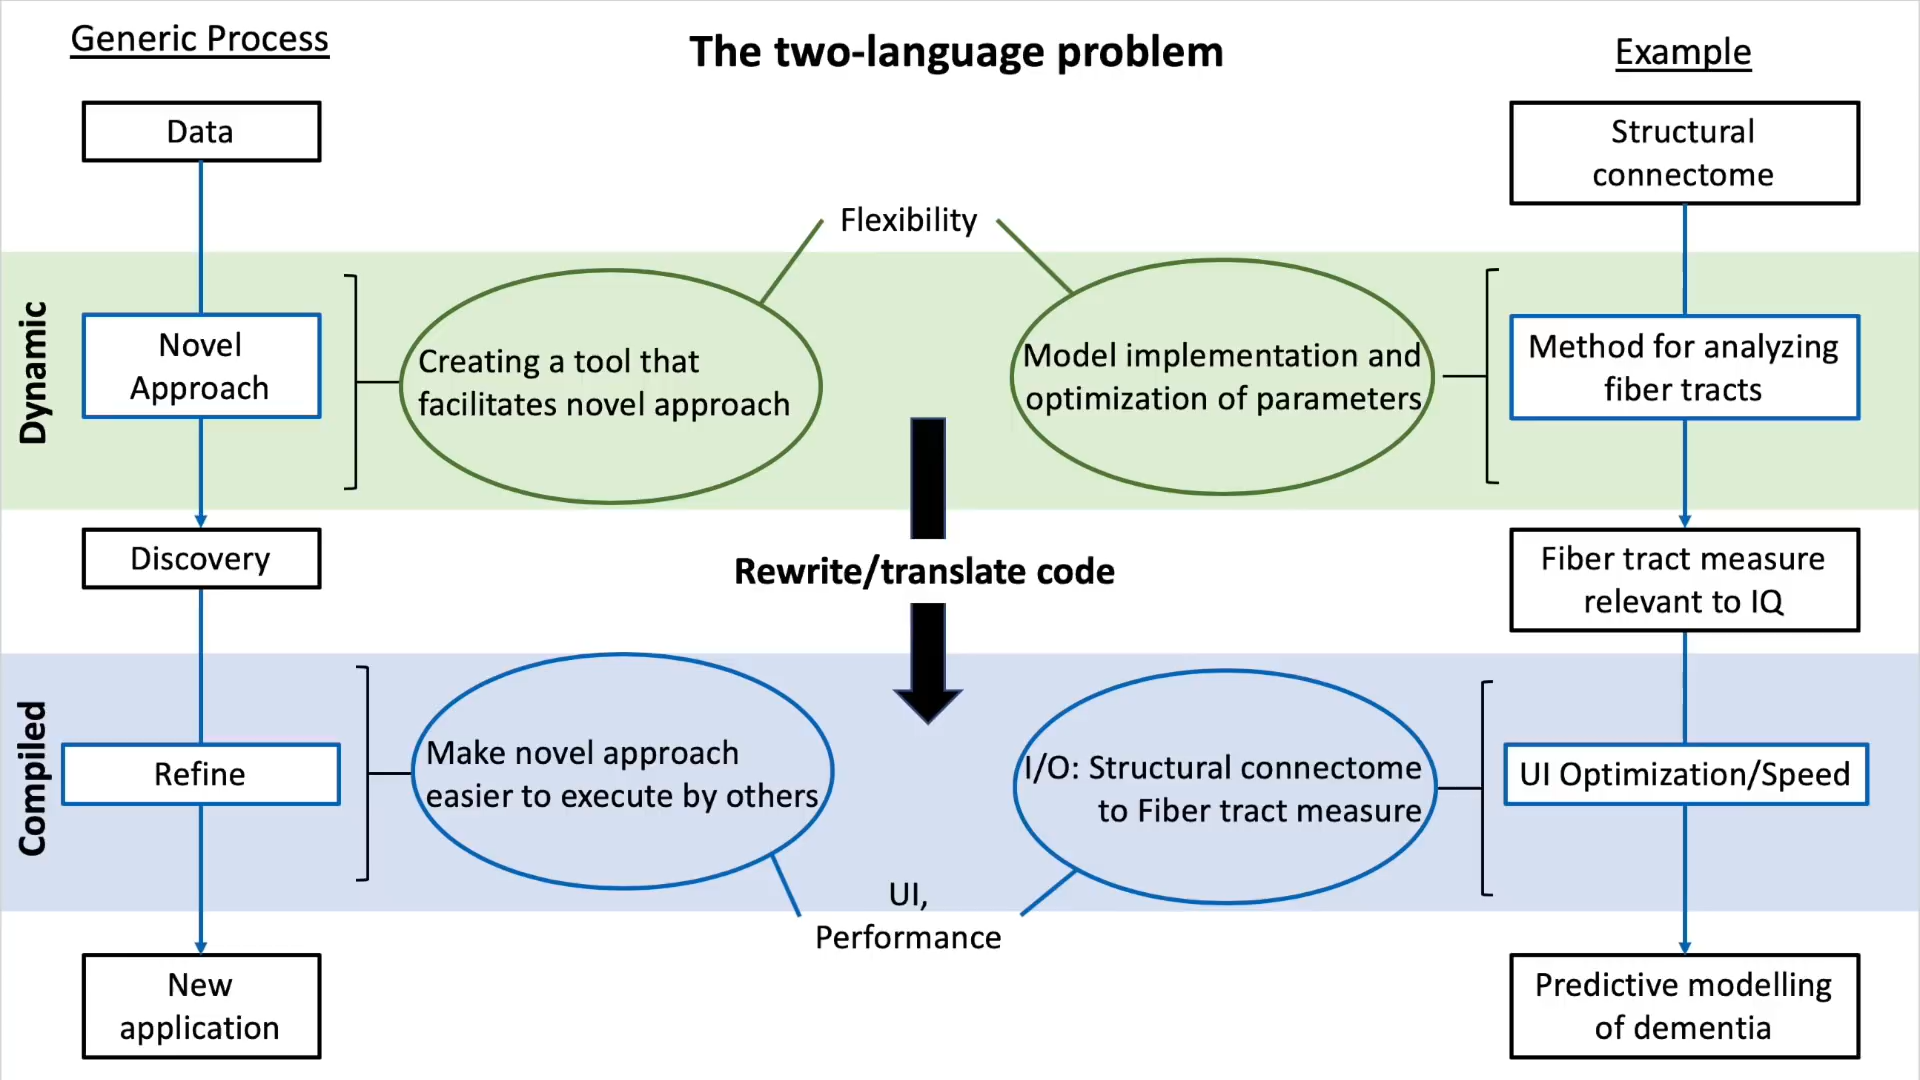 Generic Process
The two-language problem
Example
Data
Structural
connectome
Flexibility
Dynamic
Novel
Approach
Creating a tool that
facilitates novel approach
Model implementation and
optimization of parameters
Method for analyzing
fiber tracts
Discovery
Rewrite/translate code
Fiber tract measure
relevant to IQ
Compiled
Refine
Make novel approach
easier to execute by others
I/O: Structural connectome
to Fiber tract measure
UI Optimization/Speed
UI,
Performance
New
application
Predictive modelling
of dementia